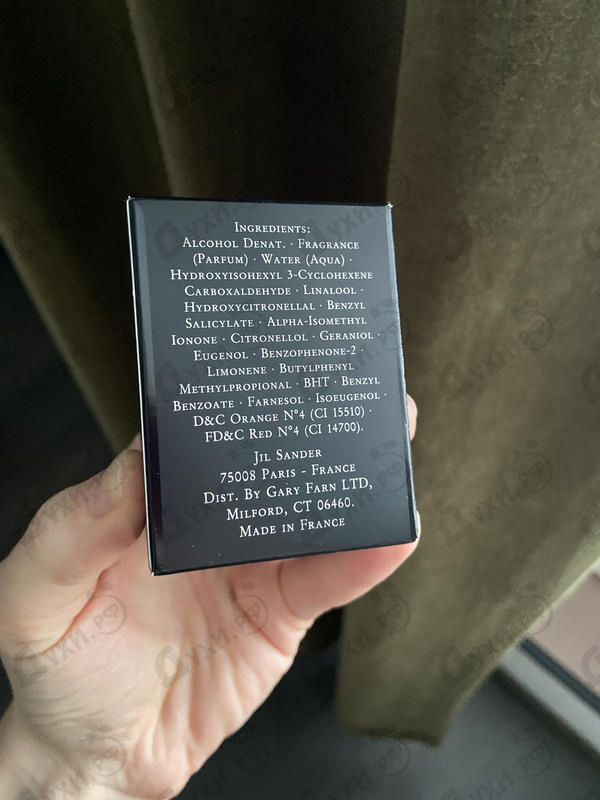 Ingredients:
Alcohol Denat. · Fragrance
(Parfum) · Water (Aqua) ·
Hydroxyisohexyl 3-Cyclohexene
Carboxaldehyde · Linalool ·
Hydroxycitronellal · Benzyl
Salicylate · Alpha-Isomethyl
Ionone · Citronellol · Geraniol ·
Eugenol · Benzophenone-2 ·
Limonene · Butylphenyl
Methylpropional · BHT · Benzyl
Benzoate · Farnesol · Isoeugenol ·
D&C Orange N°4 (CI 15510) ·
FD&C Red N°4 (CI 14700).
Jil Sander
75008 Paris - France
Dist. By Gary Farn LTD,
Milford, CT 06460.
Made in France
Духи.рф